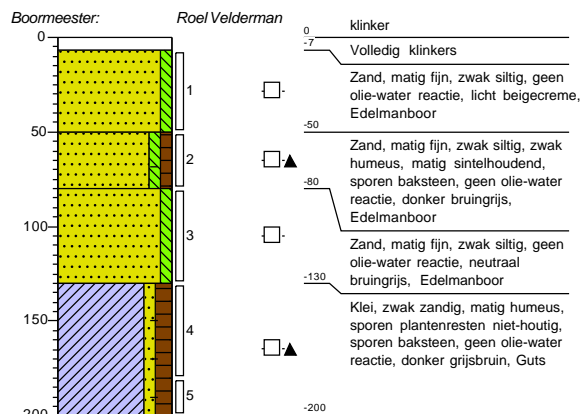 Boormeester: Roel Velderman
0
50
100
150
200
1
2
3
4
5
0 klinker
-7
Volledig klinkers
Zand, matig fijn, zwak siltig, geen
olie-water reactie, licht beigecreme,
Edelmanboor
-50
Zand, matig fijn, zwak siltig, zwak
humeus, matig sintelhoudend,
sporen baksteen, geen olie-water
reactie, donker bruingrijs,
Edelmanboor
-80
Zand, matig fijn, zwak siltig, geen
olie-water reactie, neutraal
bruingrijs, Edelmanboor
-130
Klei, zwak zandig, matig humeus,
sporen plantenresten niet-houtig,
sporen baksteen, geen olie-water
reactie, donker grijsbruin, Guts
-200